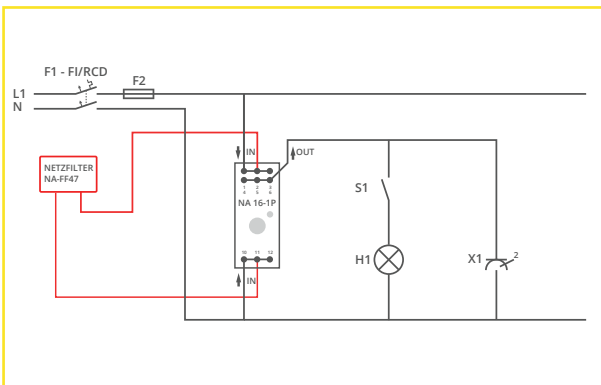 F1 - FI/RCD
F2
L1
N
IN
OUT
NETZFILTER
NA-FF47
1 2 3
4 5 6
NA 16-1P
S1
H1
X1
2
10 11 12
IN